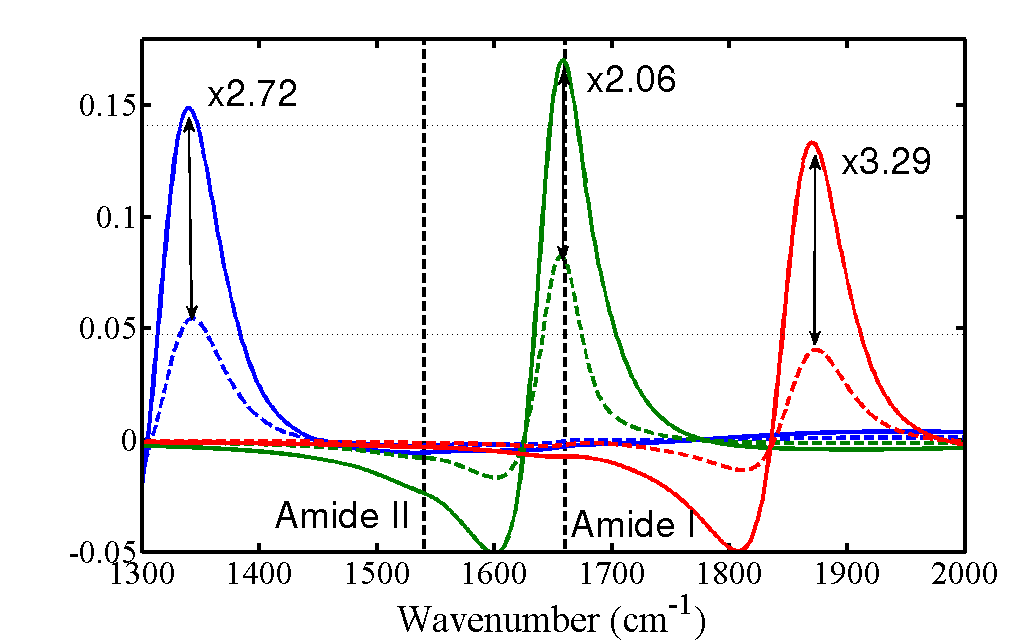 x2.72
x2.06
x3.29
0.15
0.1
0.05
0
-0.05
Amide II
Amide I
1300 1400 1500 1600 1700 1800 1900 2000
Wavenumber (cm-1)